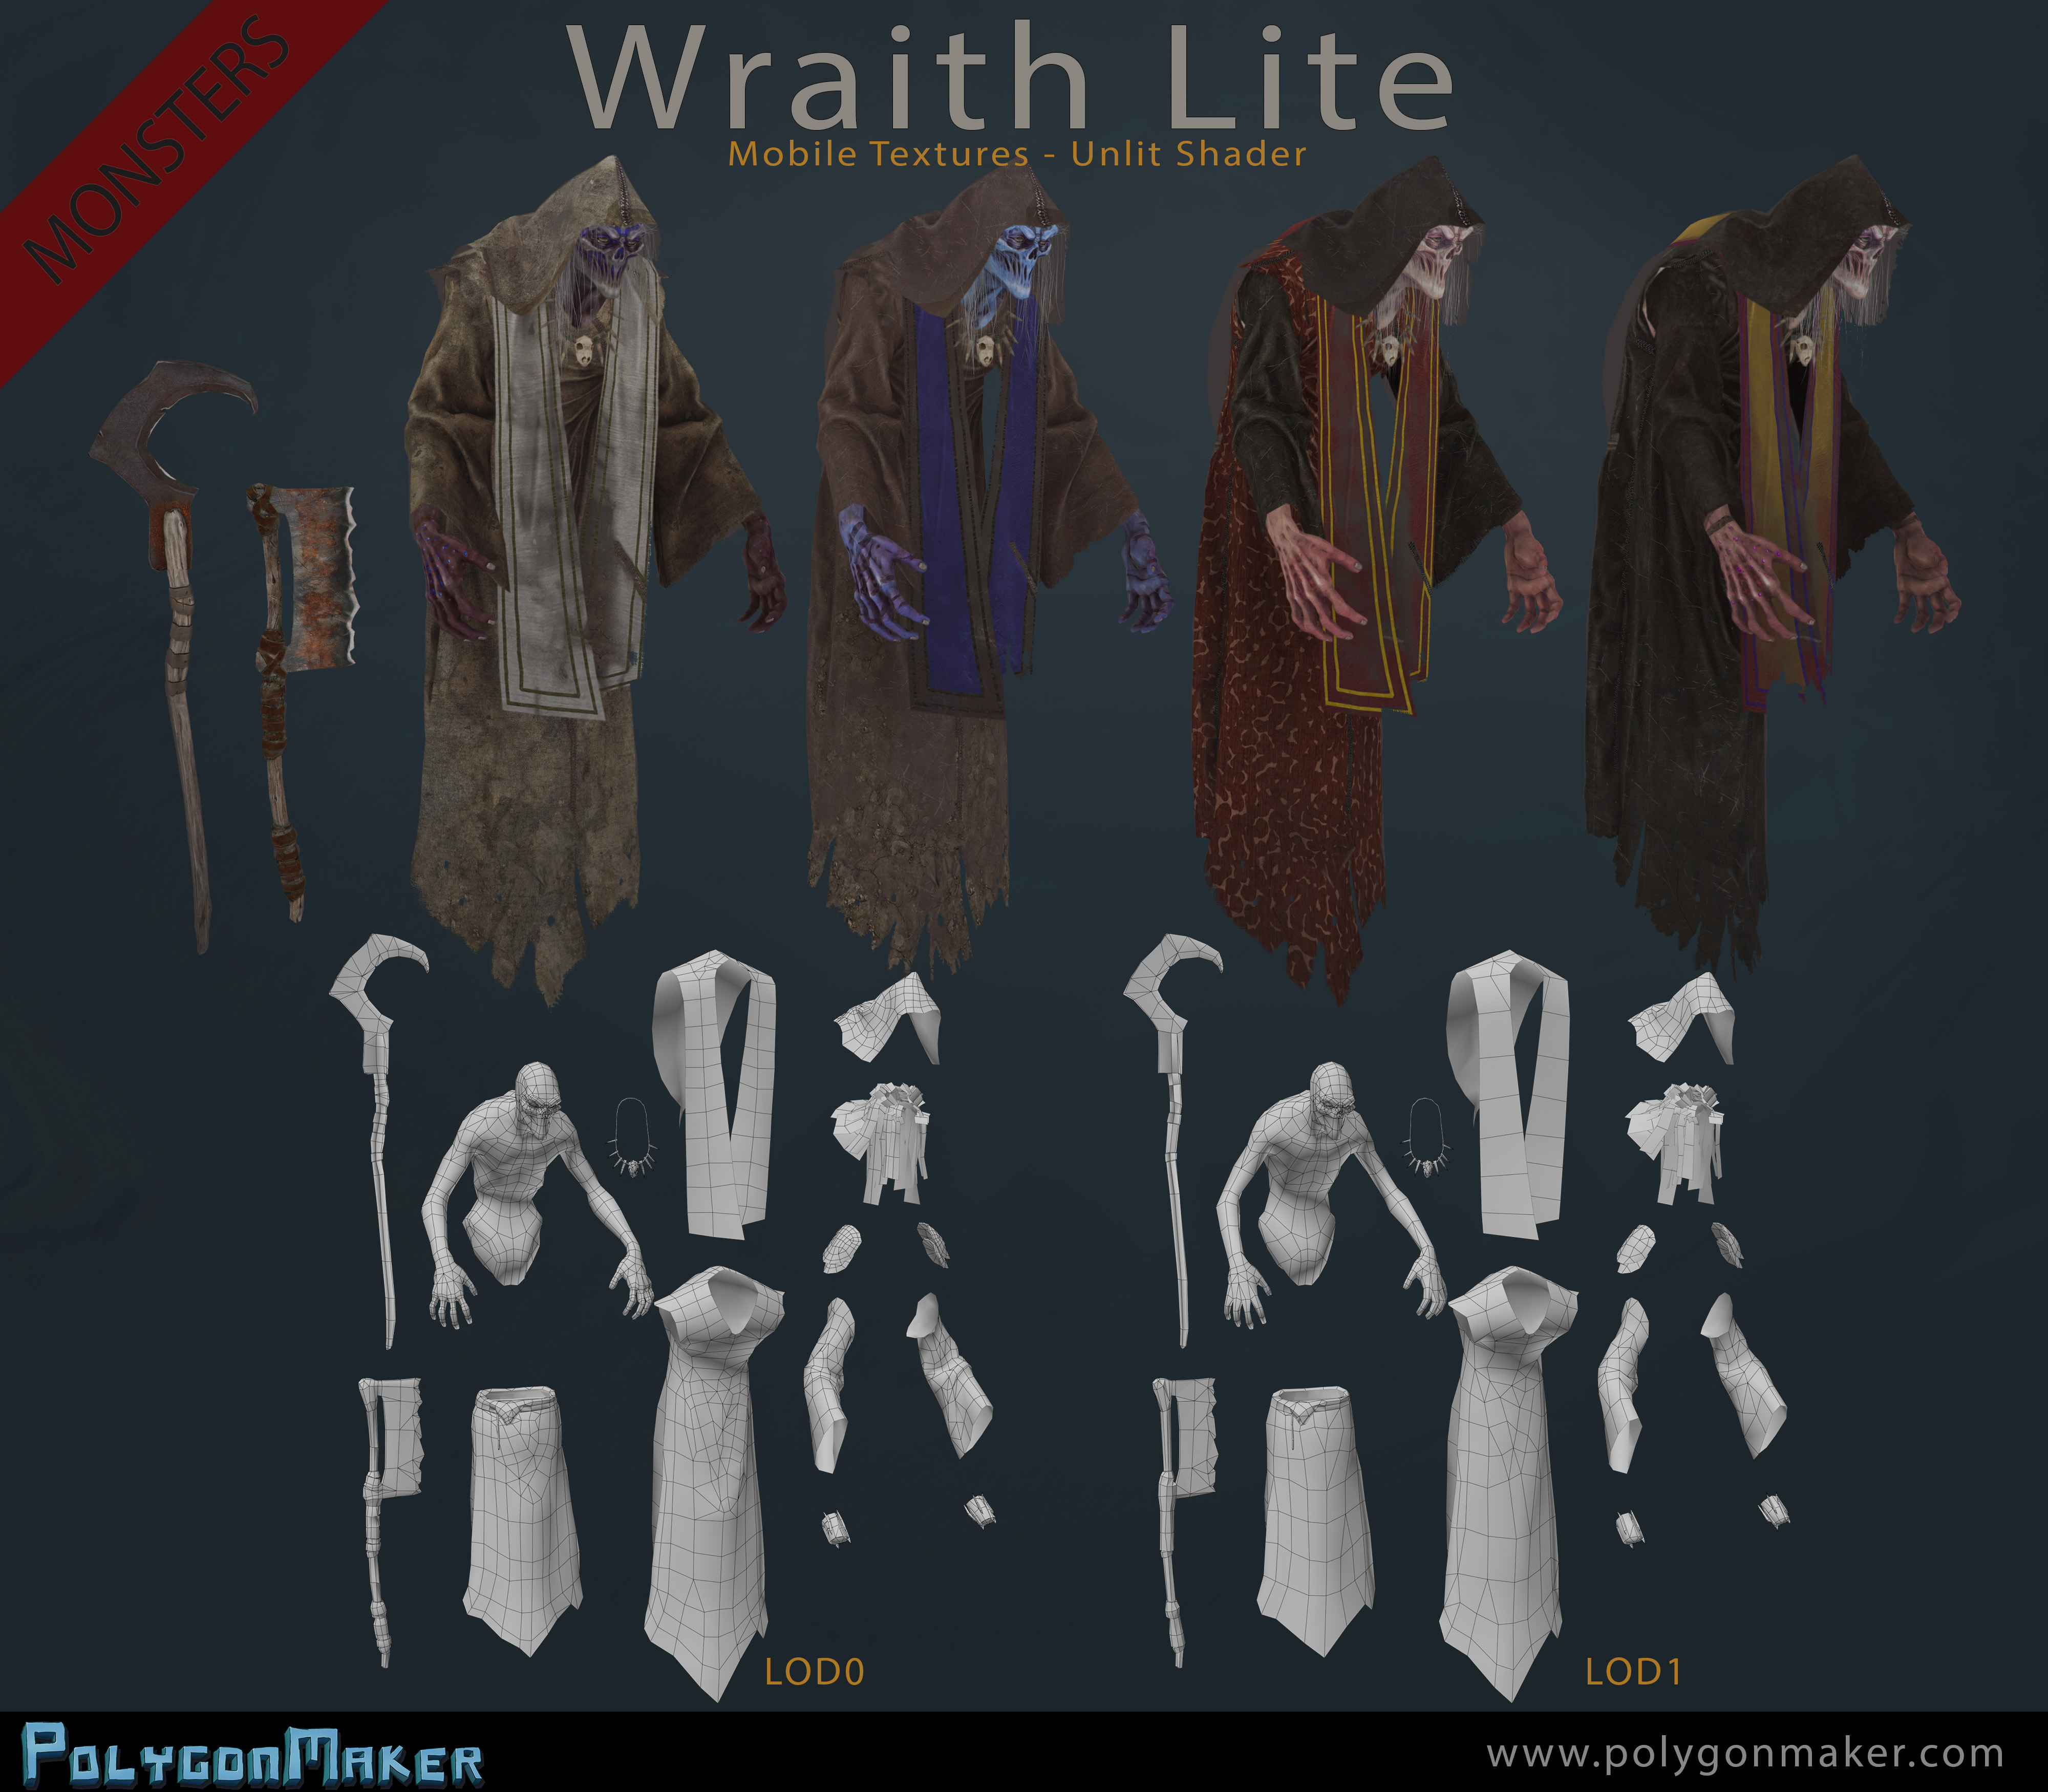 MONSTERS
Wraith Lite
Mobile Textures - Unlit Shader
LOD0
LOD1
POLYGONMAKER
www.polygonmaker.com